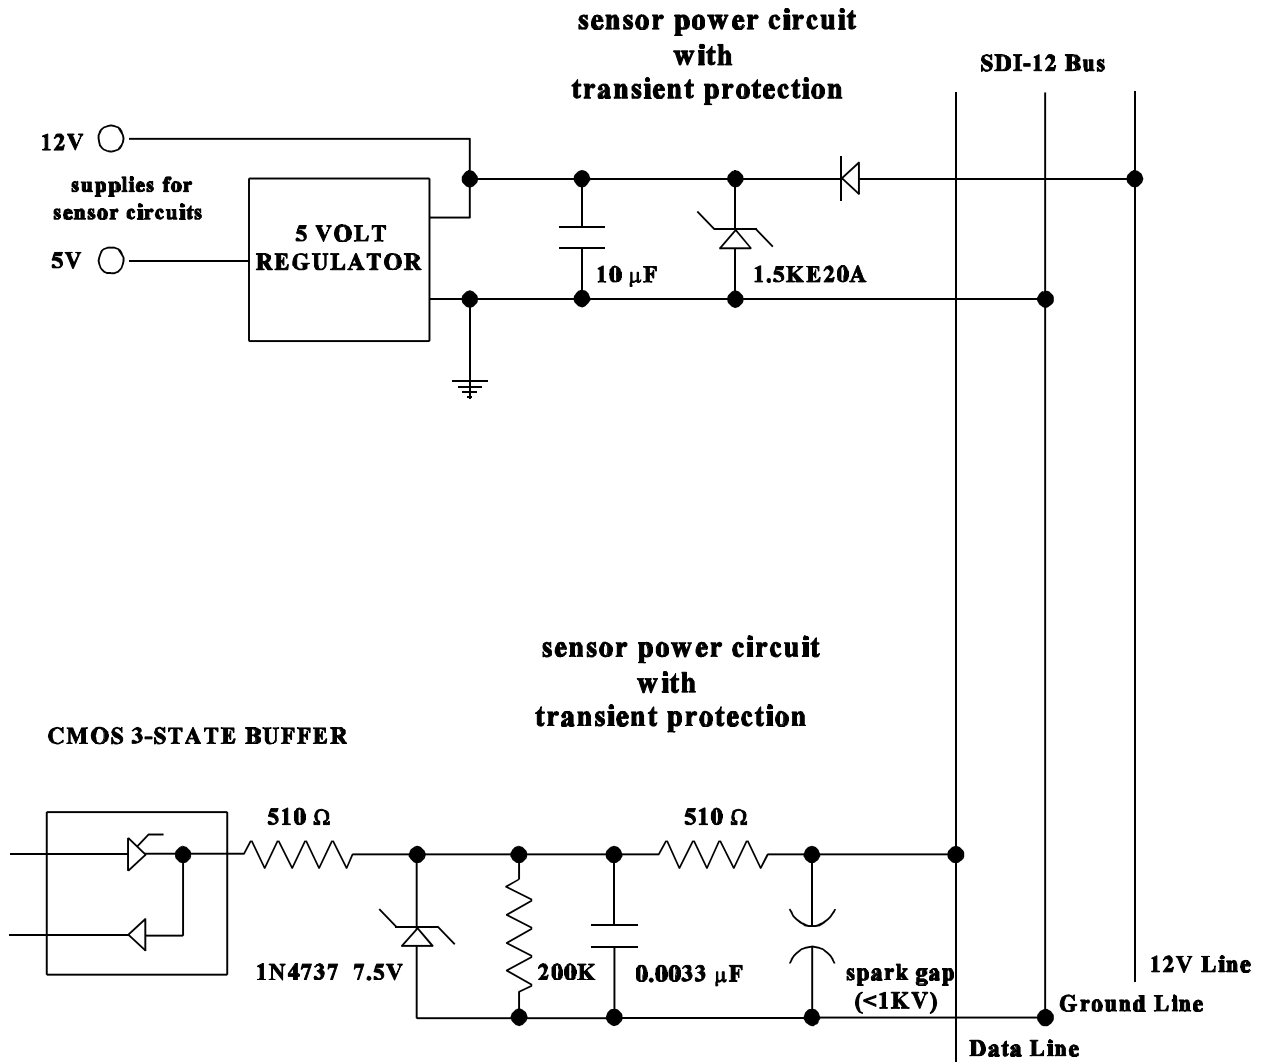 sensor power circuit
with
transient protection
SDI-12 Bus
12V
supplies for
sensor circuits
5V
5 VOLT
REGULATOR
10 μF
1.5KE20A
sensor power circuit
with
transient protection
CMOS 3-STATE BUFFER
510 Ω
510 Ω
1N4737 7.5V
200K
0.0033 μF
spark gap
(<1KV)
12V Line
Ground Line
Data Line